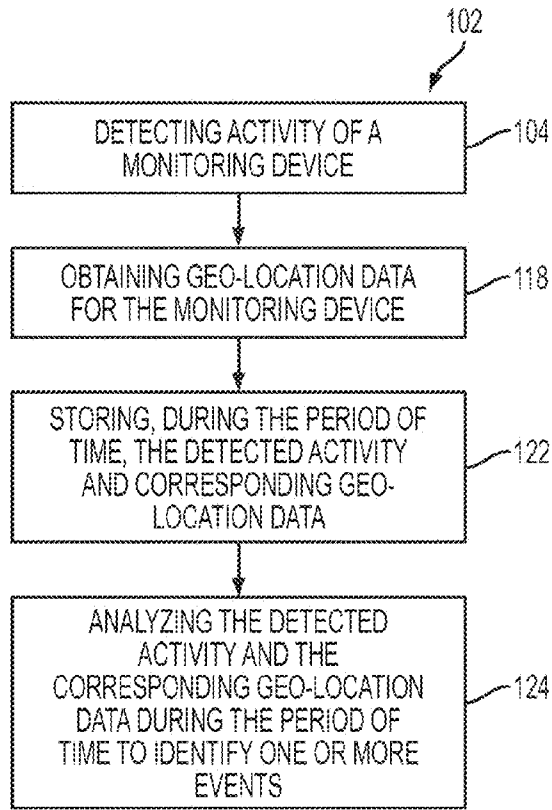 102
DETECTING ACTIVITY OF A
MONITORING DEVICE
104
OBTAINING GEO-LOCATION DATA
FOR THE MONITORING DEVICE
118
STORING, DURING THE PERIOD OF
TIME, THE DETECTED ACTIVITY
AND CORRESPONDING GEO-
LOCATION DATA
122
ANALYZING THE DETECTED
ACTIVITY AND THE
CORRESPONDING GEO-LOCATION
DATA DURING THE PERIOD OF
TIME TO IDENTIFY ONE OR MORE
EVENTS
124